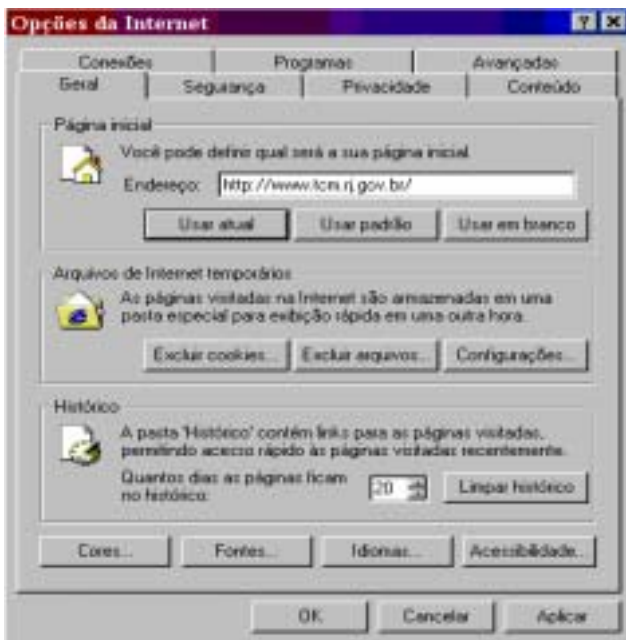 Opções da Internet
Conexões Programas Avançadas
Geral Segurança Privacidade Conteúdo
Página inicial
Você pode definir qual será a sua página inicial.
Endereço: http://www.tcm.rj.gov.br/
Usar atual Usar padrão Usar em branco
Arquivos de Internet temporários
As páginas visitadas na Internet são armazenadas em uma
pasta especial para exibição rápida em uma outra hora.
Excluir cookies... Excluir arquivos... Configurações...
Histórico
A pasta 'Histórico' contém links para as páginas visitadas,
permitindo acesso rápido às páginas visitadas recentemente.
Quantos dias as páginas ficam
no histórico: 20 Limpar histórico
Cores... Fontes... Idiomas... Acessibilidade...
OK Cancelar Aplicar